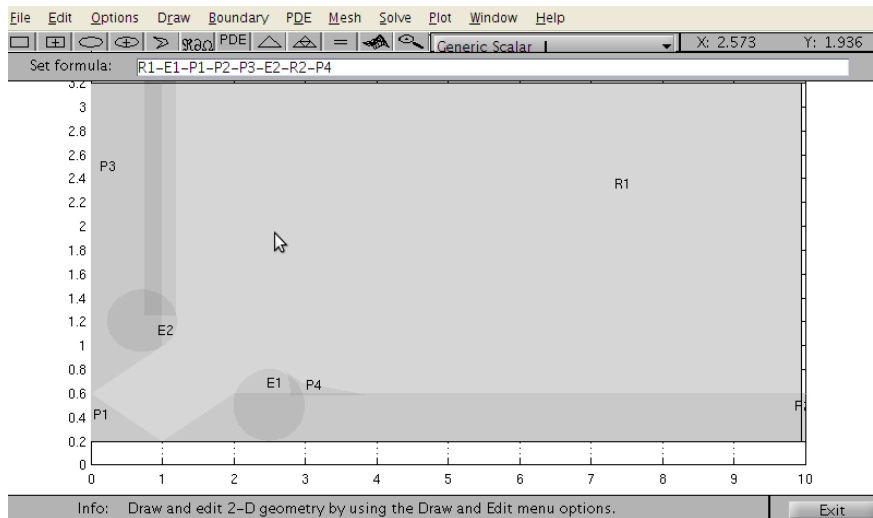 File Edit Options Draw Boundary PDE Mesh Solve Plot Window Help
PDE = Generic Scalar X: 2.573 Y: 1.936
Set formula: R1-E1-P1-P2-P3-E2-R2-P4
3.2
3
2.8
2.6
P3
2.4
R1
2.2
2
1.8
1.6
1.4
1.2
E2
1
0.8
E1 P4
0.6
0.4 P1
0.2
0
0 1 2 3 4 5 6 7 8 9 10
Info: Draw and edit 2-D geometry by using the Draw and Edit menu options. Exit